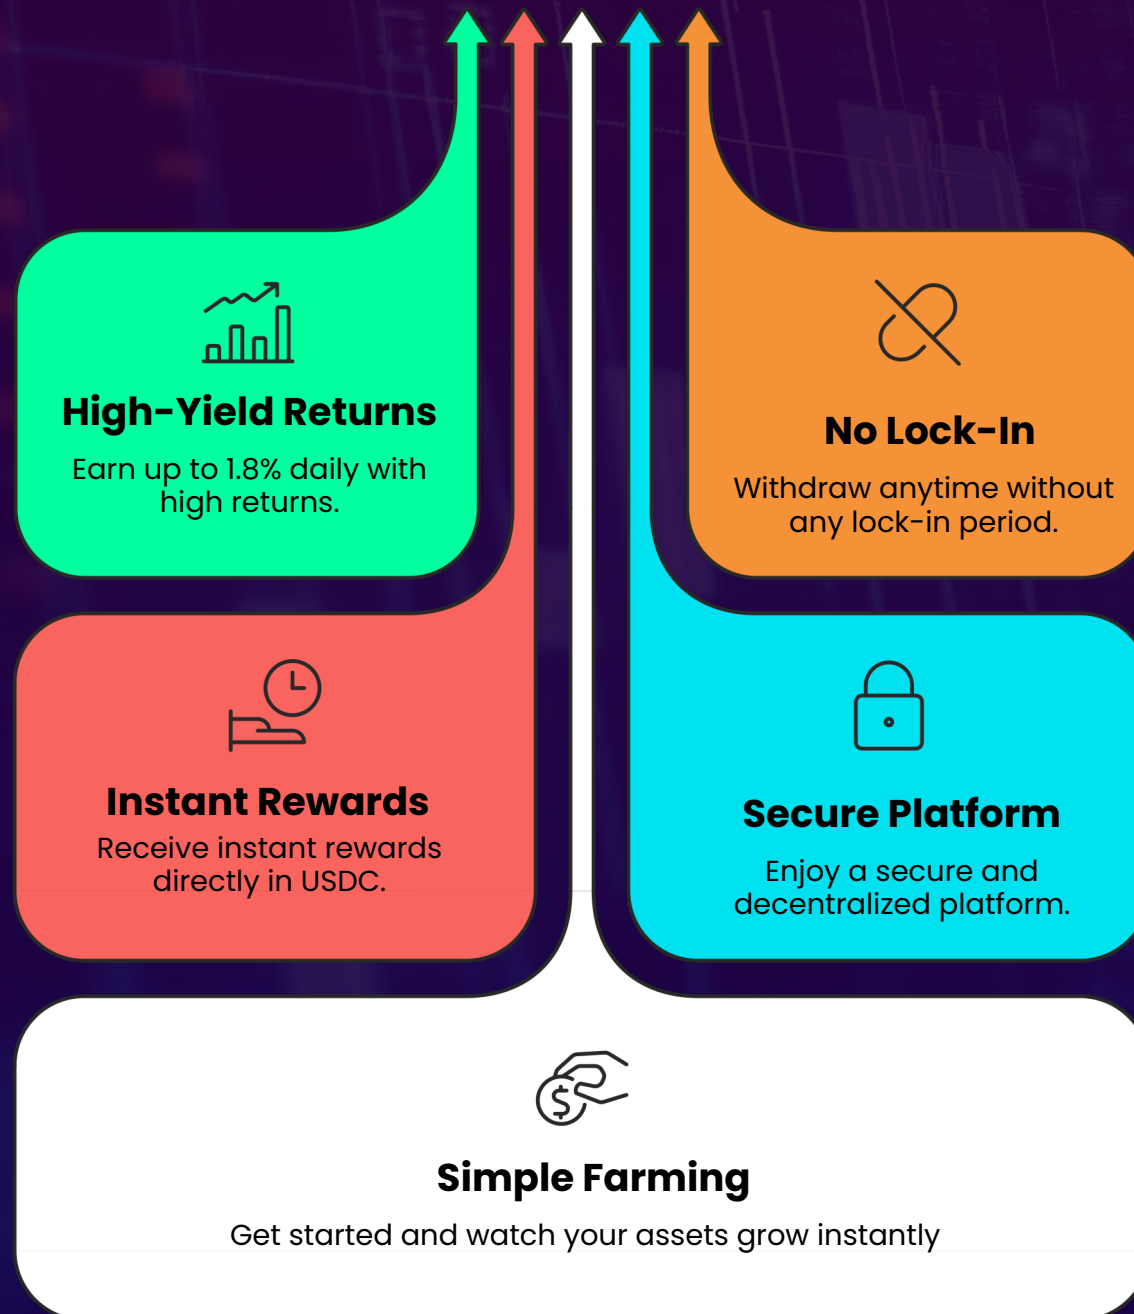 High-Yield Returns
Earn up to 1.8% daily with
high returns.
No Lock-In
Withdraw anytime without
any lock-in period.
Instant Rewards
Receive instant rewards
directly in USDC.
Secure Platform
Enjoy a secure and
decentralized platform.
Simple Farming
Get started and watch your assets grow instantly